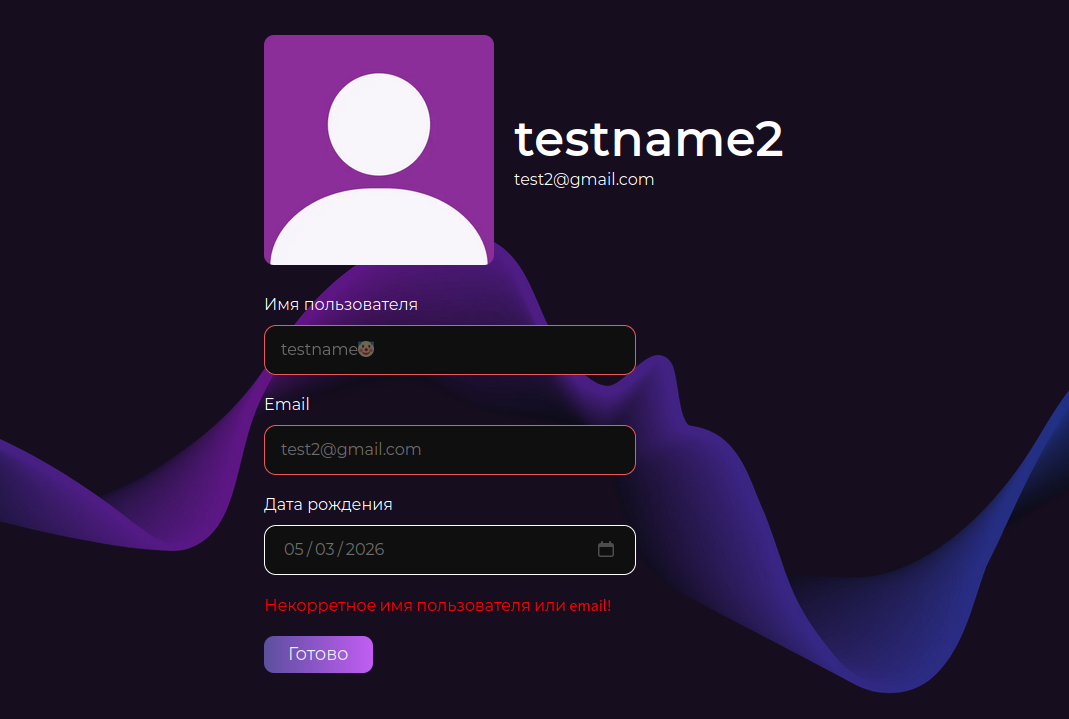 testname2
test2@gmail.com
Имя пользователя
testname🤡
Email
test2@gmail.com
Дата рождения
05/03/2026
Некорретное имя пользователя или email!
Готово